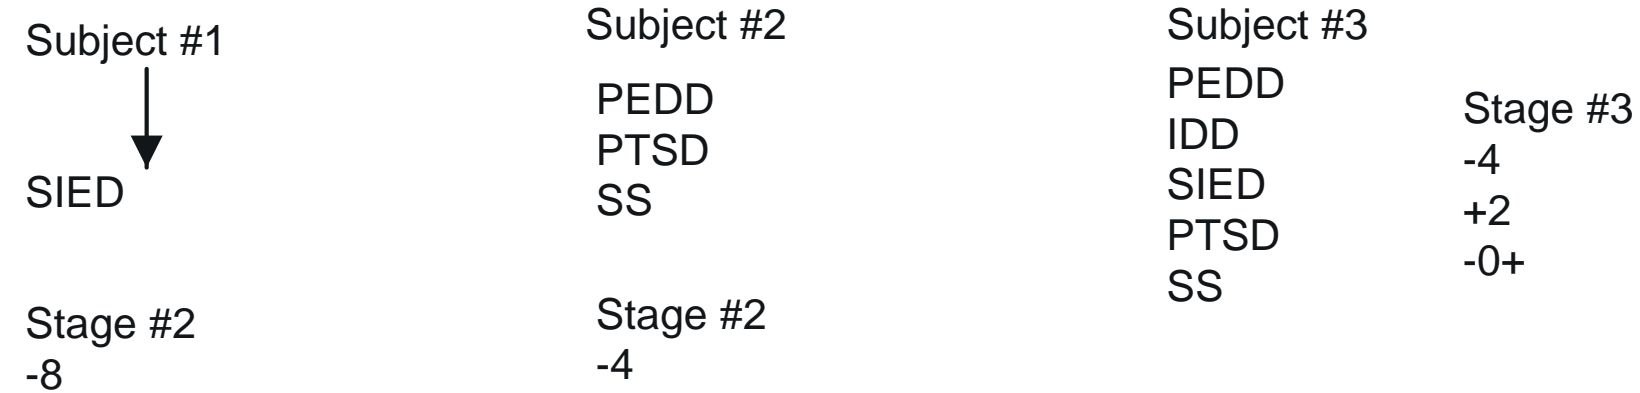 Subject #1
SIED
Stage #2
-8
Subject #2
PEDD
PTSD
SS
Stage #2
-4
Subject #3
PEDD
IDD
SIED
PTSD
SS
Stage #3
-4
+2
-0+